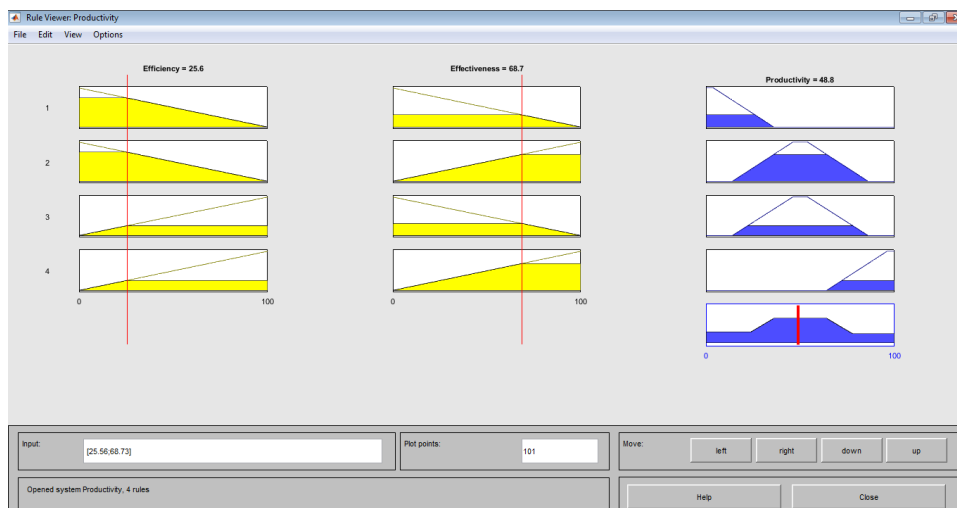 Rule Viewer: Productivity
File Edit View Options
Efficiency = 25.6
Effectiveness = 68.7
Productivity = 48.8
1
2
3
4
0 100
0 100
0 100
Input:
[25.56;68.73]
Plot points:
101
Move:
left
right
down
up
Opened system Productivity, 4 rules
Help
Close